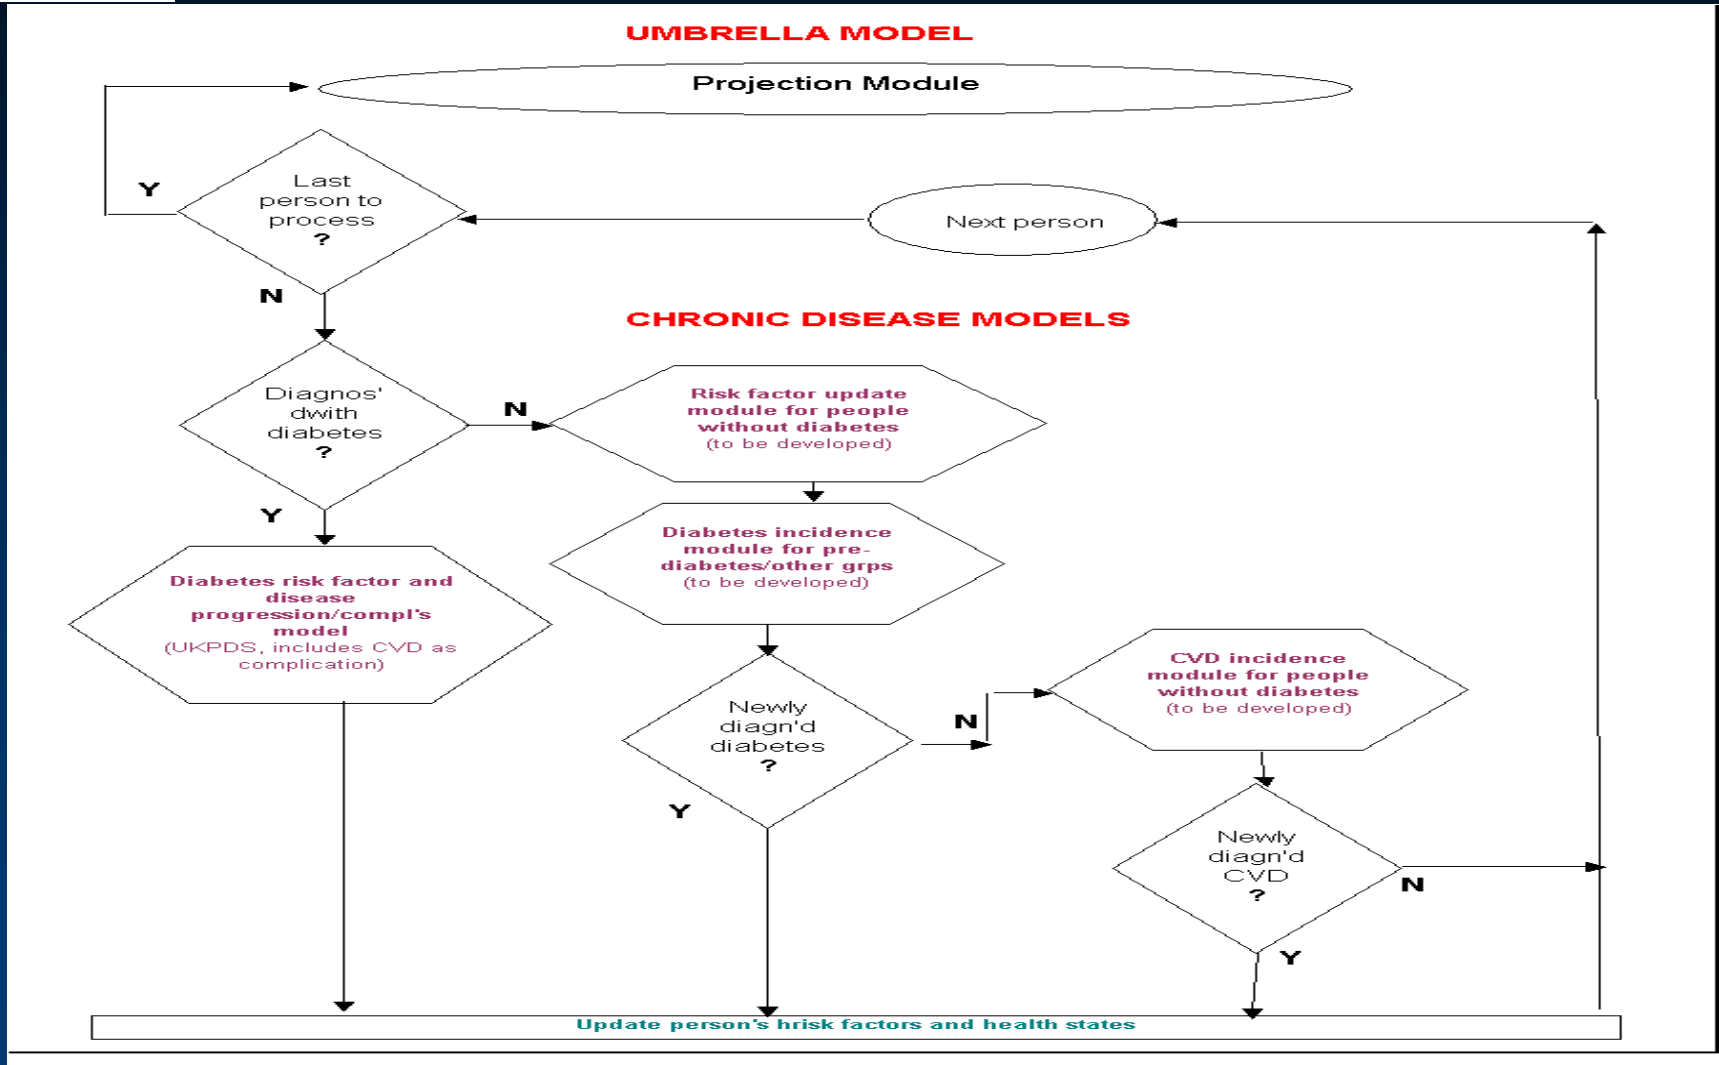 UMBRELLA MODEL
Projection Module
Y
Last
person to
process
?
Next person
N
CHRONIC DISEASE MODELS
Diagnos'
dwith
diabetes
?
N
Risk factor update
module for people
without diabetes
(to be developed)
Y
Diabetes incidence
module for pre-
diabetes/other grps
(to be developed)
Diabetes risk factor and
disease
progression/compl's
model
(UKPDS, includes CVD as
complication)
CVD incidence
module for people
without diabetes
(to be developed)
Newly
diagn'd
diabetes
?
N
Y
Newly
diagn'd
CVD
?
N
Y
Update person's hrisk factors and health states